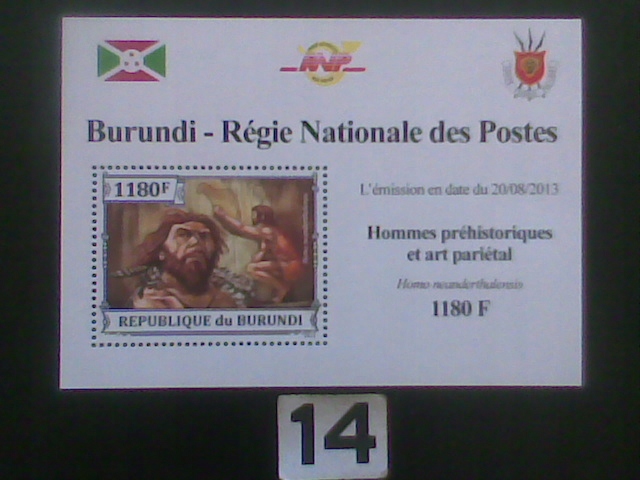 RNP
Burundi - Régie Nationale des Postes
1180F
REPUBLIQUE du BURUNDI
L'émission en date du 20/08/2013
Hommes préhistoriques
et art pariétal
Homo neanderthalensis
1180 F
14